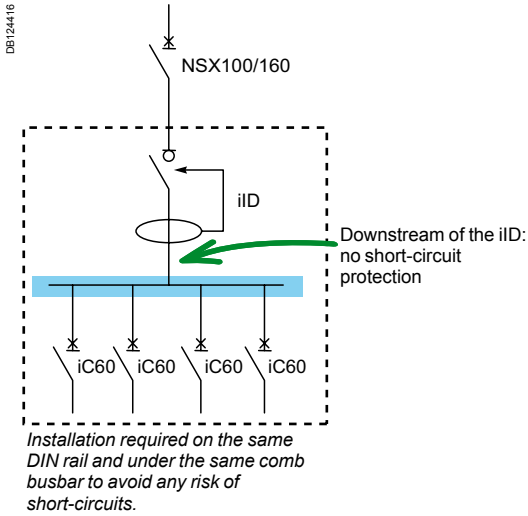 DB124416
NSX100/160
iID
Downstream of the iID:
no short-circuit
protection
iC60 iC60 iC60 iC60
Installation required on the same
DIN rail and under the same comb
busbar to avoid any risk of
short-circuits.